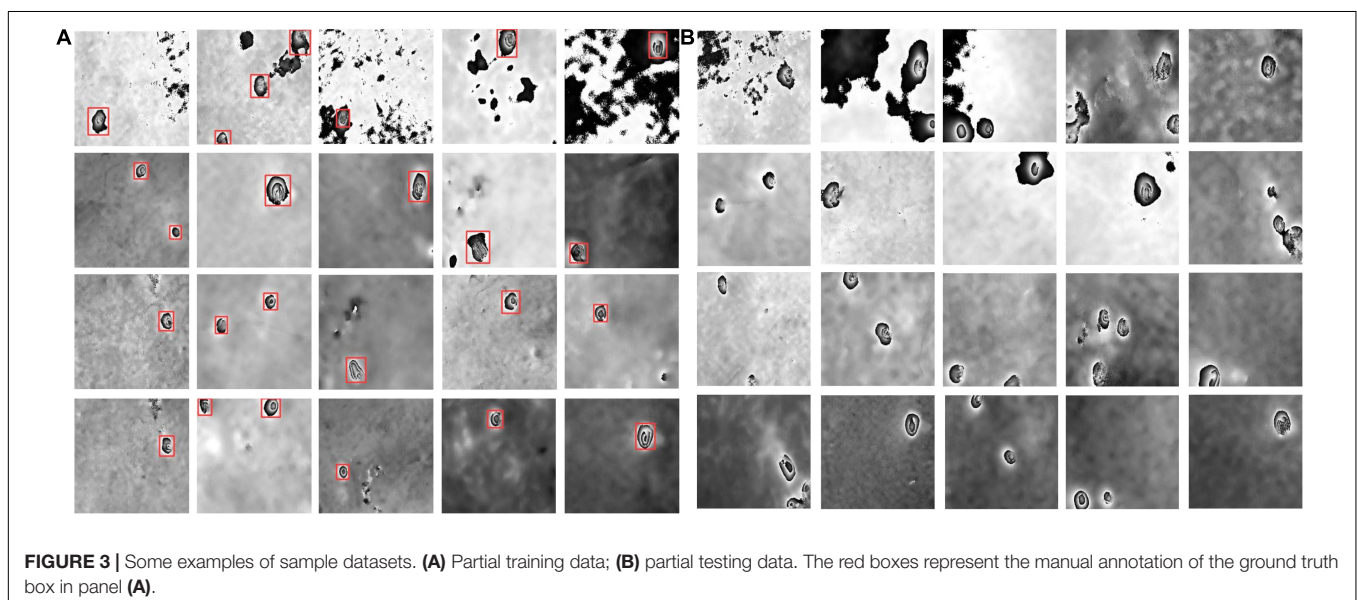 A
B
FIGURE 3 | Some examples of sample datasets. (A) Partial training data; (B) partial testing data. The red boxes represent the manual annotation of the ground truth
box in panel (A).